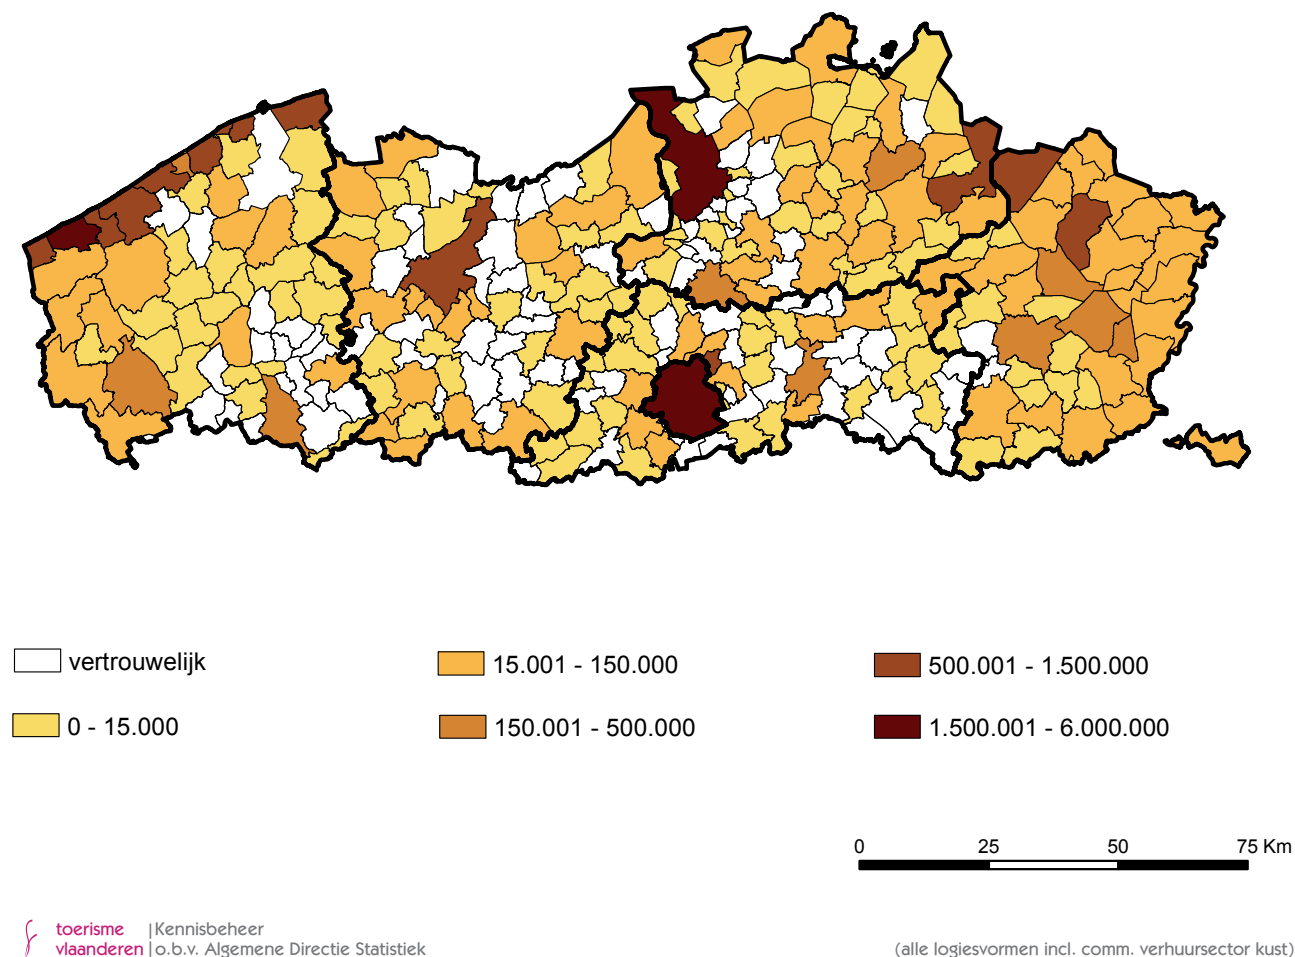 vertrouwelijk
15.001 - 150.000
500.001 - 1.500.000
0 - 15.000
150.001 - 500.000
1.500.001 - 6.000.000
0 25 50 75 Km
toerisme | Kennisbeheer
vlaanderen | o.b.v. Algemene Directie Statistiek
(alle logiesvormen incl. comm. verhuursector kust)